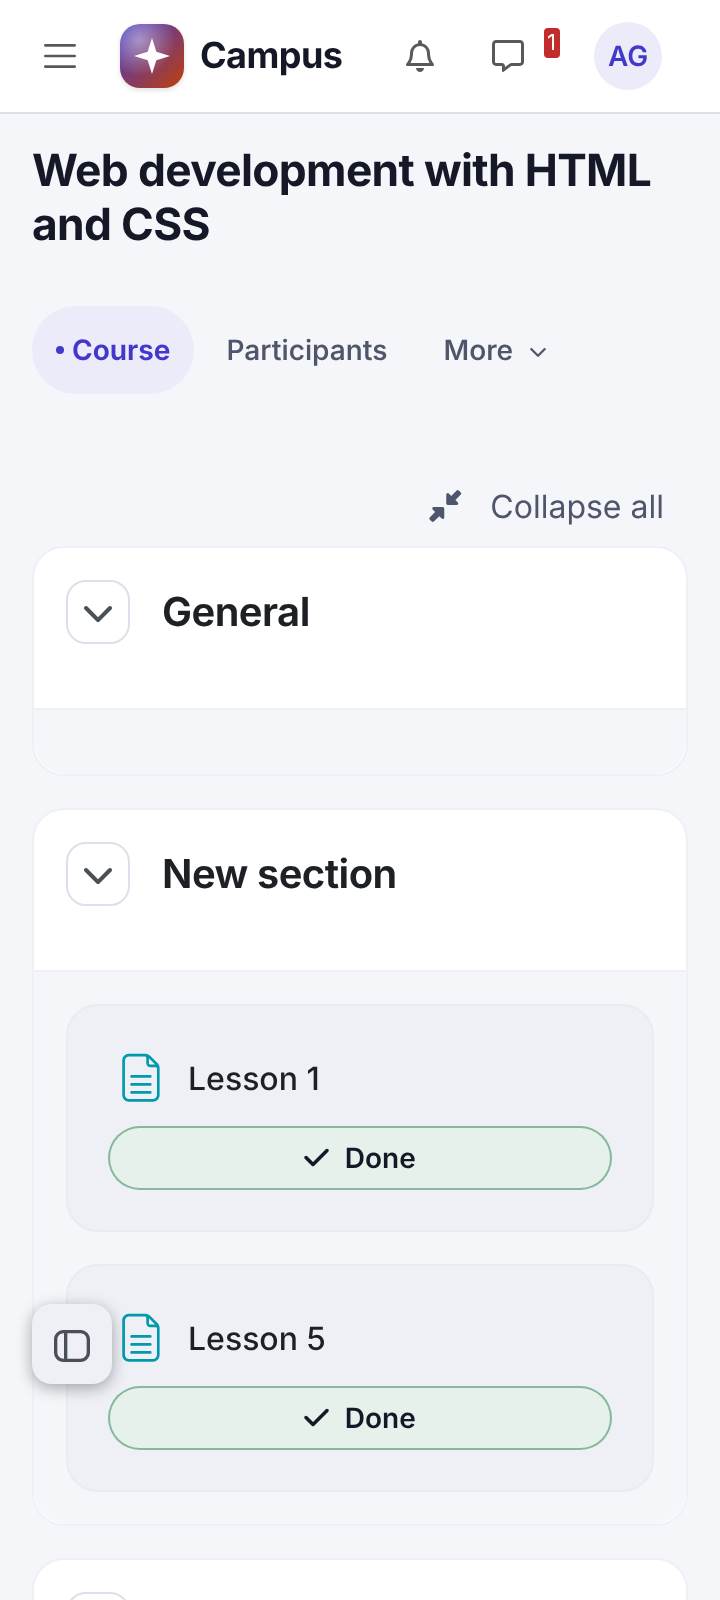 Campus
1
AG
Web development with HTML
and CSS
Course
Participants
More
Collapse all
General
New section
Lesson 1
Done
Lesson 5
Done